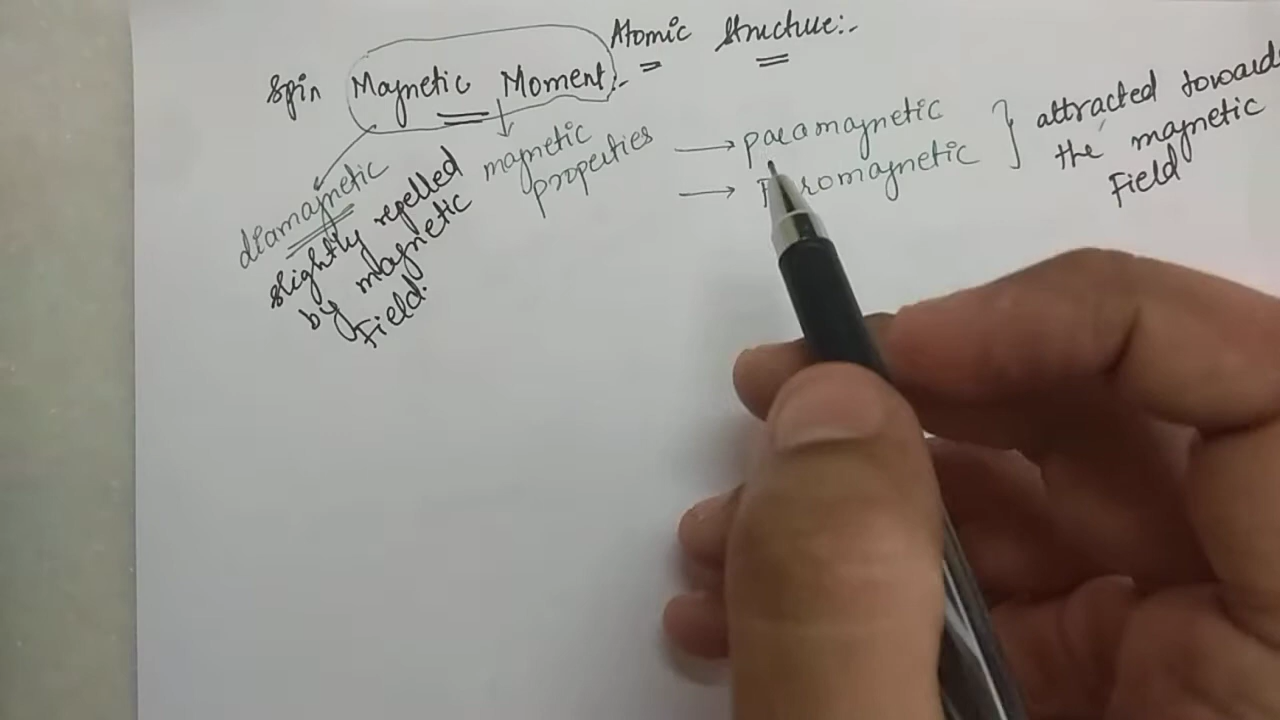 Atomic Structure:-
Spin Magnetic Moment:-
magnetic
properties
→ paramagnetic
→ Ferromagnetic
attracted towards
the magnetic
Field
diamagnetic
slightly repelled
by magnetic
Field.